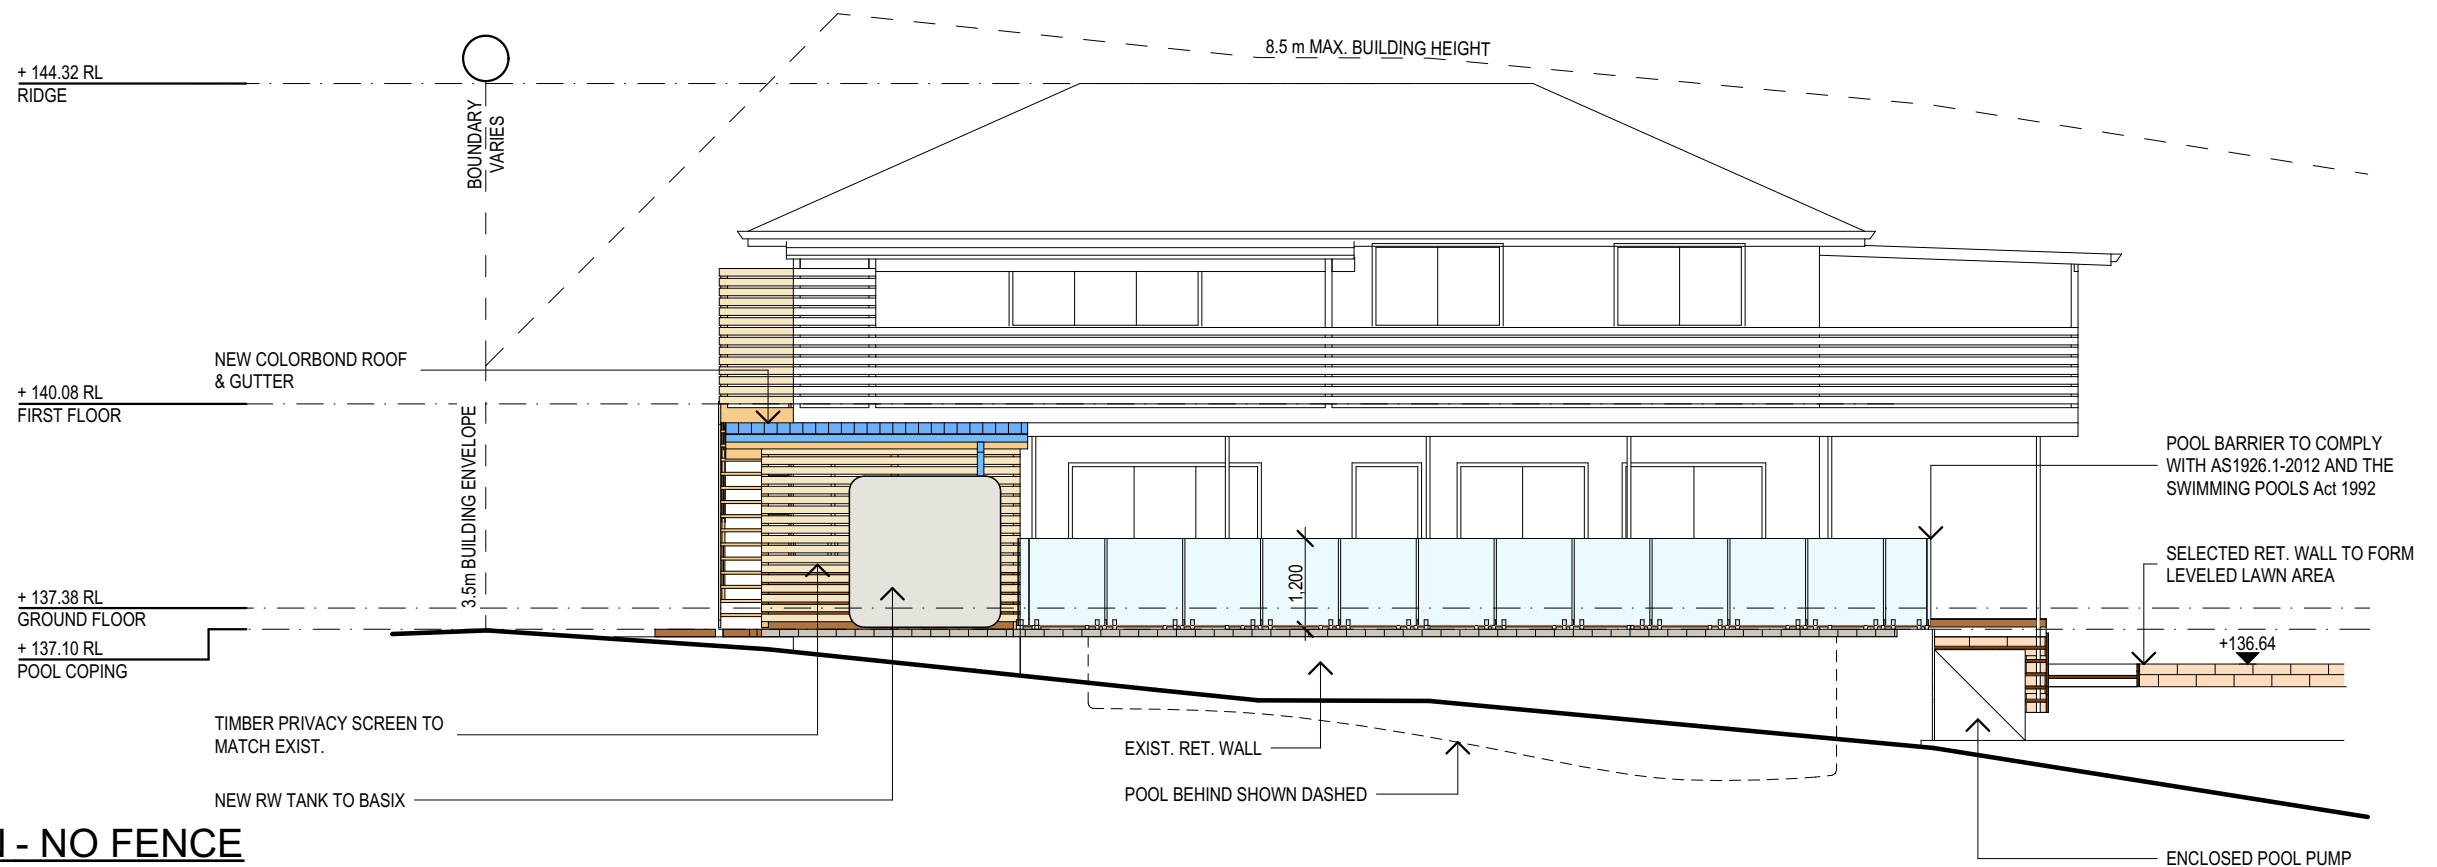 8.5 m MAX. BUILDING HEIGHT
+ 144.32 RL
RIDGE
BOUNDARY
VARIES
NEW COLORBOND ROOF
& GUTTER
+ 140.08 RL
FIRST FLOOR
3.5m BUILDING ENVELOPE
POOL BARRIER TO COMPLY
WITH AS1926.1-2012 AND THE
SWIMMING POOLS Act 1992
SELECTED RET. WALL TO FORM
LEVELED LAWN AREA
1,200
+ 137.38 RL
GROUND FLOOR
+ 137.10 RL
POOL COPING
+136.64
TIMBER PRIVACY SCREEN TO
MATCH EXIST.
EXIST. RET. WALL
NEW RW TANK TO BASIX
POOL BEHIND SHOWN DASHED
- NO FENCE
ENCLOSED POOL PUMP